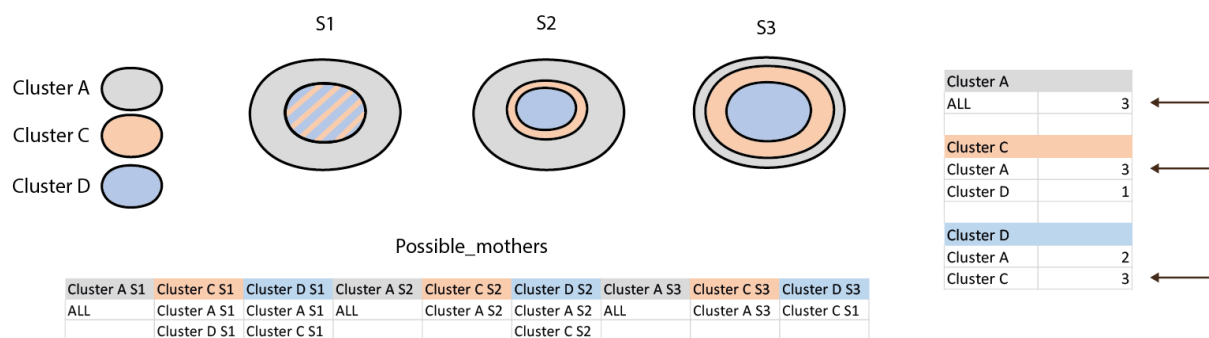 S1
S2
S3
Cluster A
Cluster C
Cluster D
Cluster A
ALL 3
Cluster C
Cluster A 3
Cluster D 1
Cluster D
Cluster A 2
Cluster C 3
Possible_mothers
Cluster A S1 Cluster C S1 Cluster D S1 Cluster A S2 Cluster C S2 Cluster D S2 Cluster A S3 Cluster C S3 Cluster D S3
ALL Cluster A S1 Cluster A S1 ALL Cluster A S2 Cluster A S2 ALL Cluster A S3 Cluster C S1
Cluster D S1 Cluster C S1 Cluster C S2